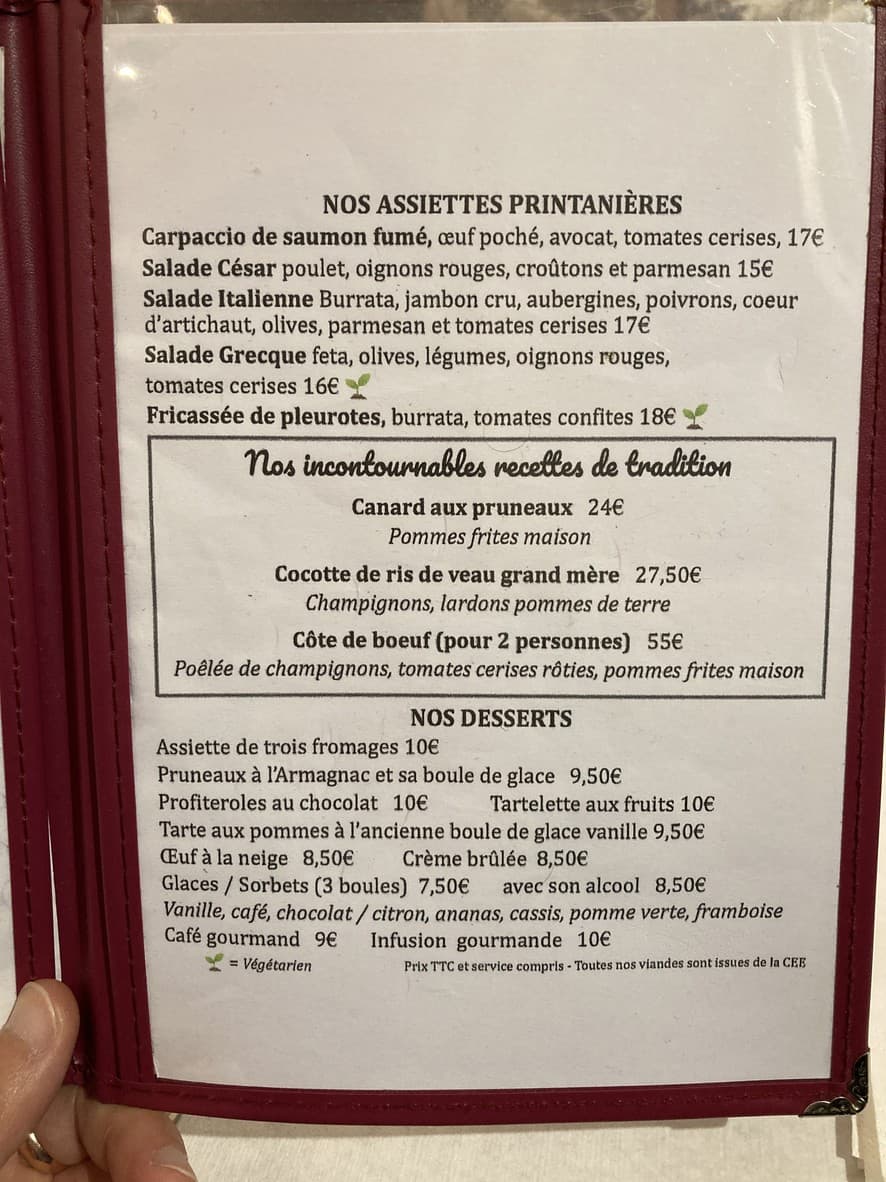 NOS ASSIETTES PRINTANIÈRES
Carpaccio de saumon fumé, œuf poché, avocat, tomates cerises, 17€
Salade César poulet, oignons rouges, croûtons et parmesan 15€
Salade Italienne Burrata, jambon cru, aubergines, poivrons, coeur
d'artichaut, olives, parmesan et tomates cerises 17€
Salade Grecque feta, olives, légumes, oignons rouges,
tomates cerises 16€
Fricassée de pleurotes, burrata, tomates confites 18€
Nos incontournables recettes de tradition
Canard aux pruneaux 24€
Pommes frites maison
Cocotte de ris de veau grand mère 27,50€
Champignons, lardons pommes de terre
Côte de boeuf (pour 2 personnes) 55€
Poêlée de champignons, tomates cerises rôties, pommes frites maison
NOS DESSERTS
Assiette de trois fromages 10€
Pruneaux à l'Armagnac et sa boule de glace 9,50€
Profiteroles au chocolat 10€ Tartelette aux fruits 10€
Tarte aux pommes à l'ancienne boule de glace vanille 9,50€
Œuf à la neige 8,50€ Crème brûlée 8,50€
Glaces / Sorbets (3 boules) 7,50€ avec son alcool 8,50€
Vanille, café, chocolat / citron, ananas, cassis, pomme verte, framboise
Café gourmand 9€ Infusion gourmande 10€
= Végétarien Prix TTC et service compris - Toutes nos viandes sont issues de la CEE